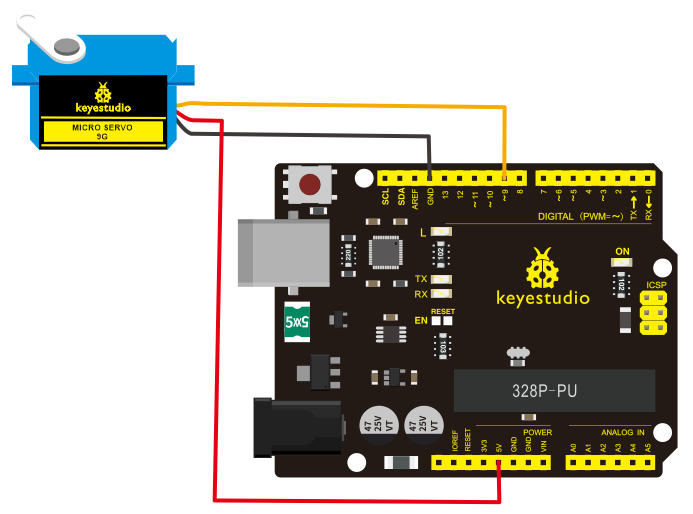 keyestudio
MICRO SERVO
9G
SCL
SDA
AREF
GND
13
12
~11
~10
~9
8
7
~6
~5
4
~3
2
TX→1
RX←0
DIGITAL (PWM=~)
L
220
102
TX
RX
ON
102
ICSP
keyestudio
RESET
EN
5x5
103
328P-PU
47
25V
VT
47
25V
VT
POWER
ANALOG IN
IOREF
RESET
3V3
5V
GND
GND
VIN
A0
A1
A2
A3
A4
A5